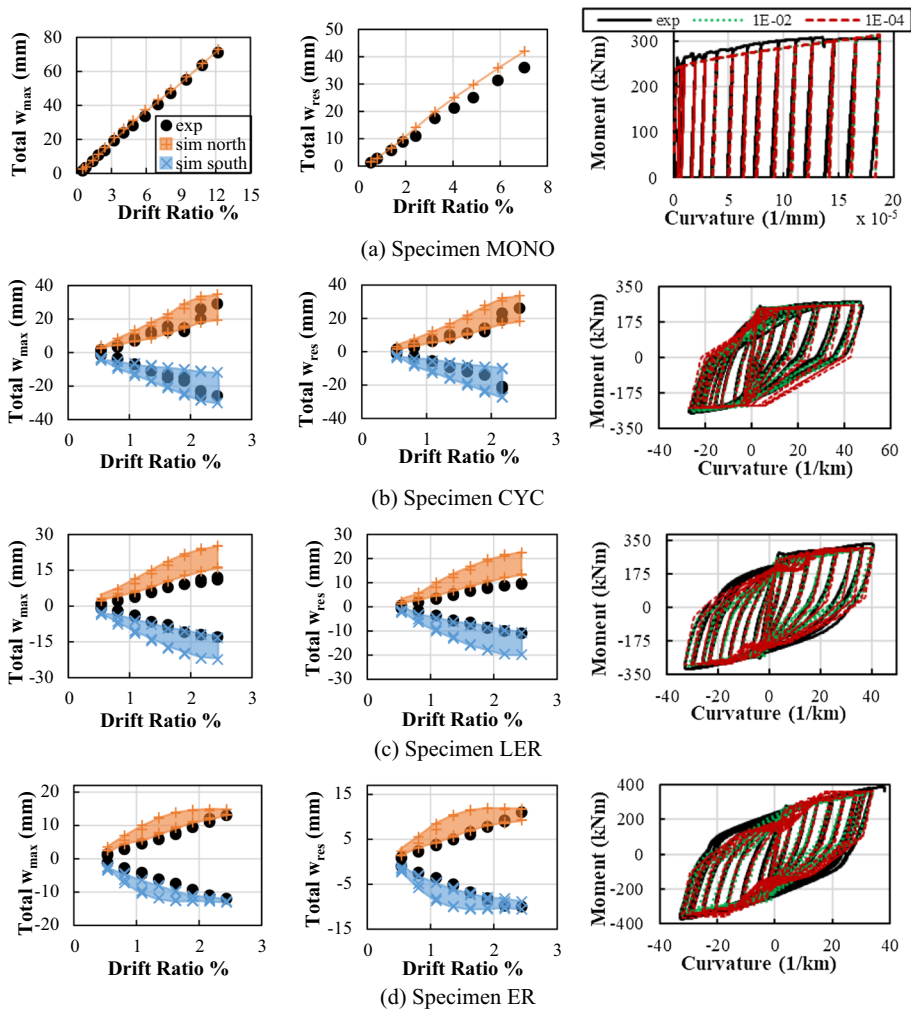 Total w_max (mm)
80
60
40
20
0
0 3 6 9 12 15
Drift Ratio %
exp
sim north
sim south
Total w_res (mm)
50
40
30
20
10
0
0 2 4 6 8
Drift Ratio %
exp 1E-02 1E-04
Moment (kNm)
300
200
100
0
0 5 10 15 20
Curvature (1/mm) x 10-5
(a) Specimen MONO
Total w_max (mm)
40
20
0
-20
-40
0 1 2 3
Drift Ratio %
Total w_res (mm)
40
20
0
-20
-40
0 1 2 3
Drift Ratio %
Moment (kNm)
350
175
0
-175
-350
-40 -20 0 20 40 60
Curvature (1/km)
(b) Specimen CYC
Total w_max (mm)
30
15
0
-15
-30
0 1 2 3
Drift Ratio %
Total w_res (mm)
30
20
10
0
-10
-20
-30
0 1 2 3
Drift Ratio %
Moment (kNm)
350
175
0
-175
-350
-40 -20 0 20 40
Curvature (1/km)
(c) Specimen LER
Total w_max (mm)
20
10
0
-10
-20
0 1 2 3
Drift Ratio %
Total w_res (mm)
15
5
-5
-15
0 1 2 3
Drift Ratio %
Moment (kNm)
400
200
0
-200
-400
-40 -20 0 20 40
Curvature (1/km)
(d) Specimen ER